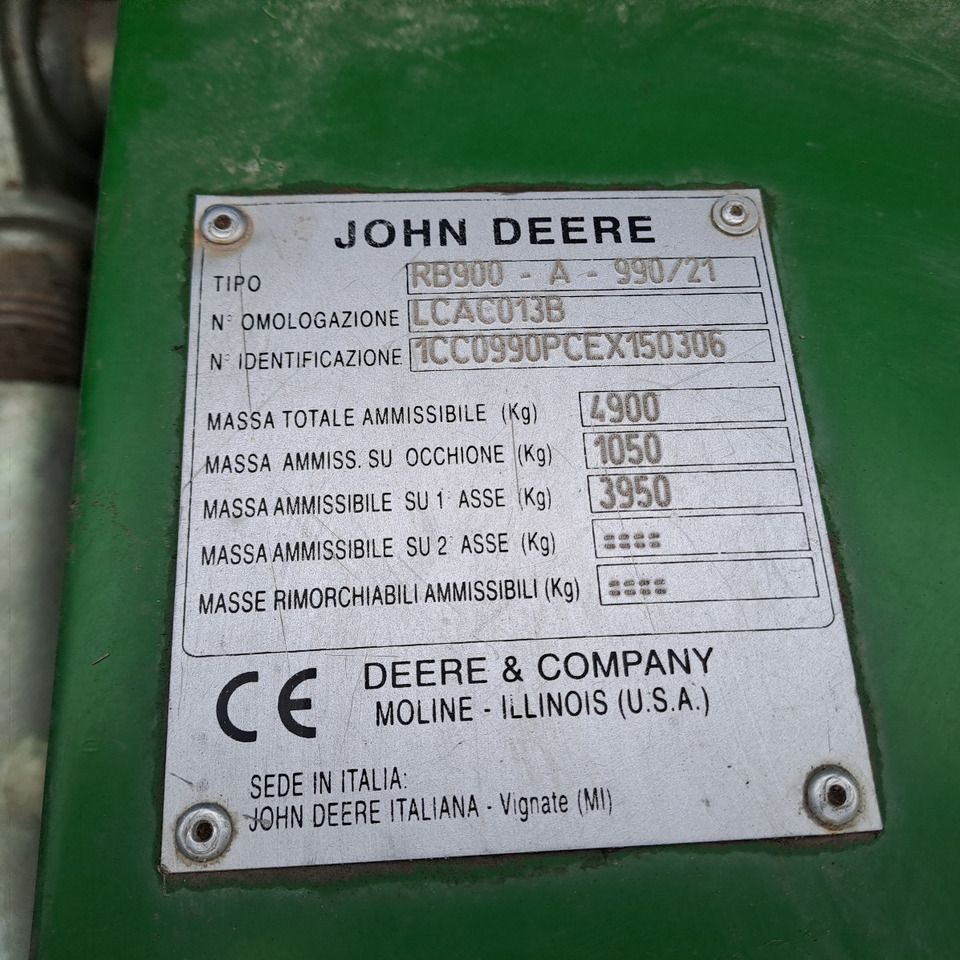 JOHN DEERE
TIPO RB900 - A - 990/21
N° OMOLOGAZIONE LCAC013B
N° IDENTIFICAZIONE 1CC0990PCEX150306
MASSA TOTALE AMMISSIBILE (Kg) 4900
MASSA AMMISS. SU OCCHIONE (Kg) 1050
MASSA AMMISSIBILE SU 1° ASSE (Kg) 3950
MASSA AMMISSIBILE SU 2° ASSE (Kg) ====
MASSE RIMORCHIABILI AMMISSIBILI (Kg) ====
CE DEERE & COMPANY
MOLINE - ILLINOIS (U.S.A.)
SEDE IN ITALIA:
JOHN DEERE ITALIANA - Vignate (MI)